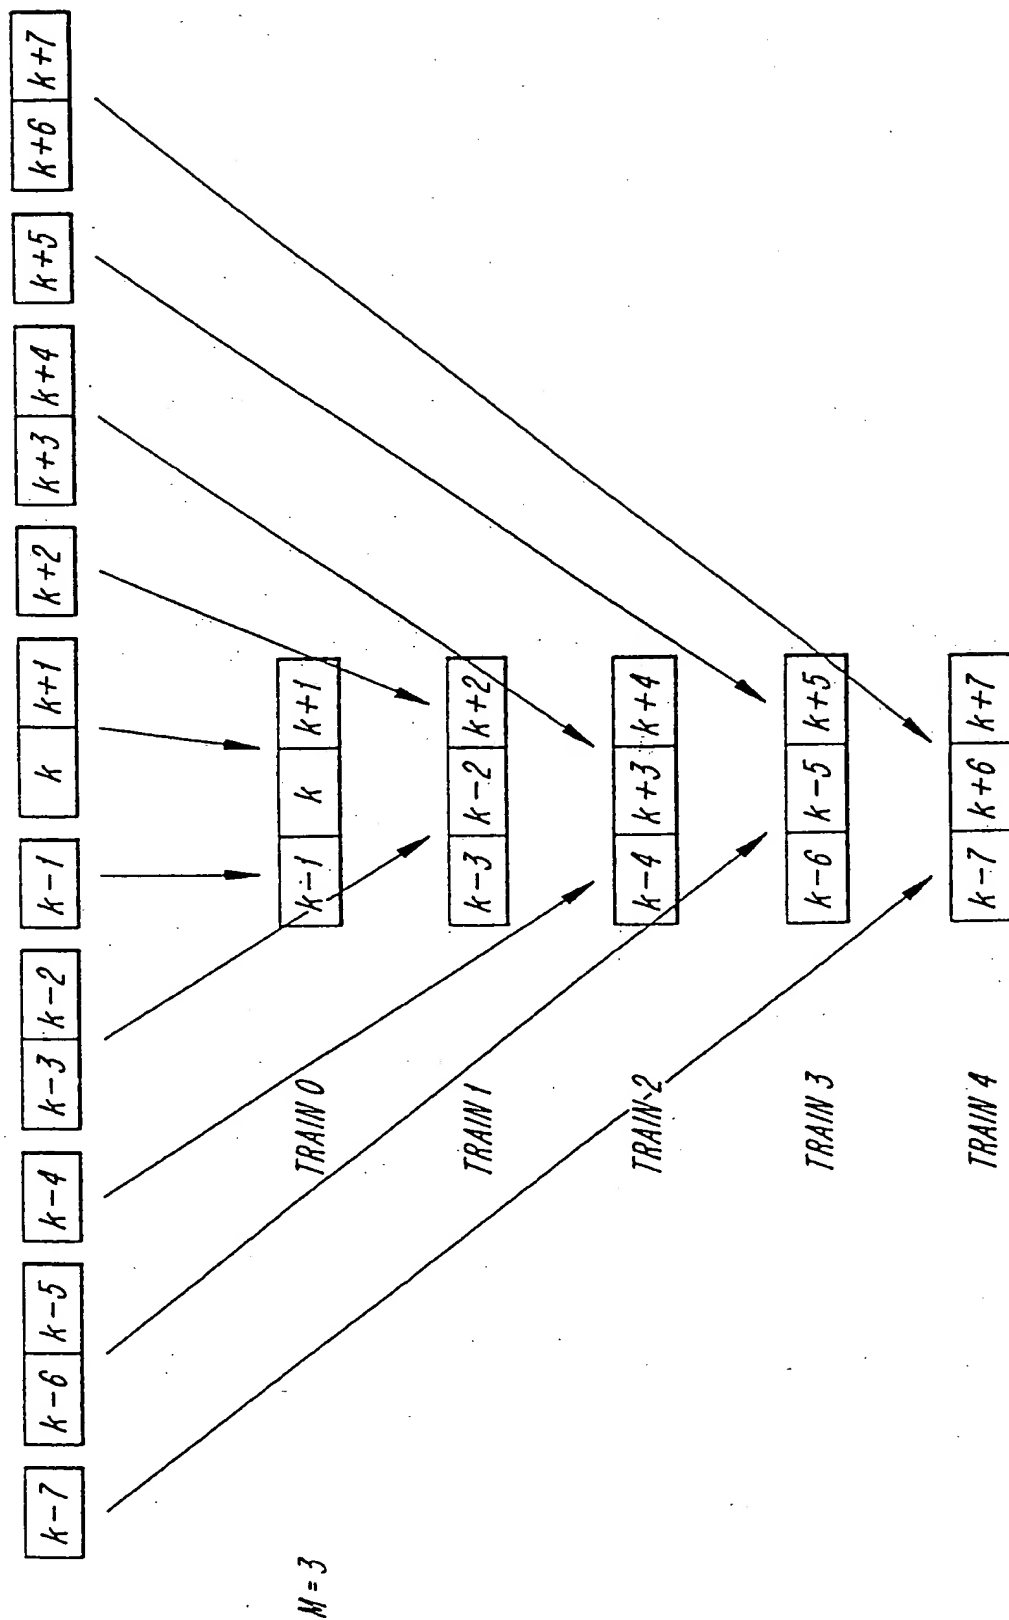 k-7 k-6 k-5 k-4 k-3 k-2 k-1 k k+1 k+2 k+3 k+4 k+5 k+6 k+7
M=3
TRAIN 0 k-1 k k+1
TRAIN 1 k-3 k-2 k+2
TRAIN 2 k-4 k+3 k+4
TRAIN 3 k-6 k-5 k+5
TRAIN 4 k-7 k+6 k+7